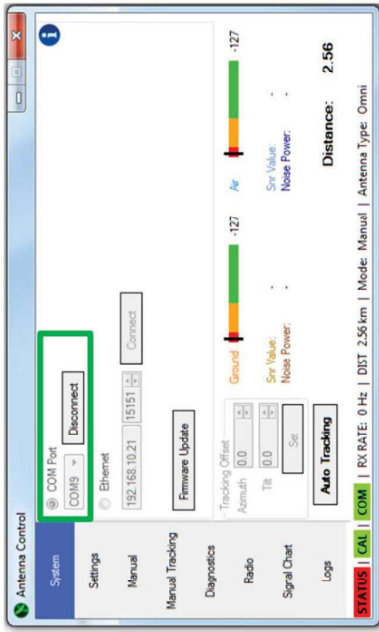 Antenna Control
System
Settings
Manual
Manual Tracking
Diagnostics
Radio
Signal Chart
Logs
COM Port
COM9
Disconnect
Ethernet
192.168.10.21 15151 Connect
Firmware Update
Tracking Offset
Azimuth 0.0
Tilt 0.0
Set
Auto Tracking
Ground -127
Snr Value: -
Noise Power: -
Air -127
Snr Value: -
Noise Power: -
Distance: 2.56
STATUS | CAL | COM | RX RATE: 0 Hz | DIST 2.56 km | Mode: Manual | Antenna Type: Omni